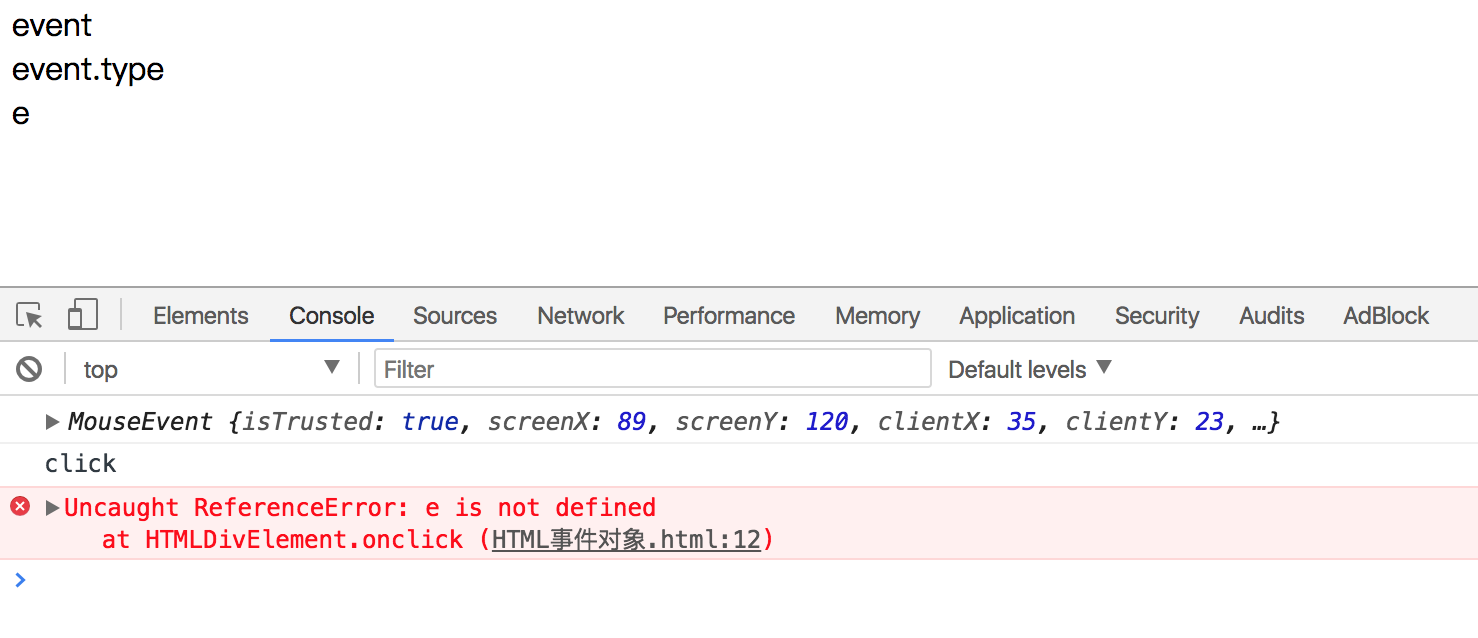 event
event.type
e
Elements Console Sources Network Performance Memory Application Security Audits AdBlock
top Filter Default levels
MouseEvent {isTrusted: true, screenX: 89, screenY: 120, clientX: 35, clientY: 23, …}
click
Uncaught ReferenceError: e is not defined
at HTMLDivElement.onclick (HTML事件对象.html:12)